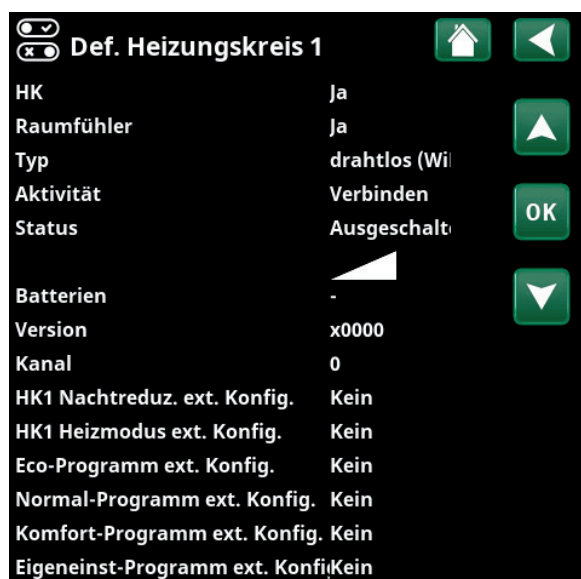 Def. Heizungskreis 1
HK Ja
Raumfühler Ja
Typ drahtlos (Wi
Aktivität Verbinden
Status Ausgeschalt
OK
Batterien -
Version x0000
Kanal 0
HK1 Nachtreduz. ext. Konfig. Kein
HK1 Heizmodus ext. Konfig. Kein
Eco-Programm ext. Konfig. Kein
Normal-Programm ext. Konfig. Kein
Komfort-Programm ext. Konfig. Kein
Eigeneinst-Programm ext. Konfi Kein